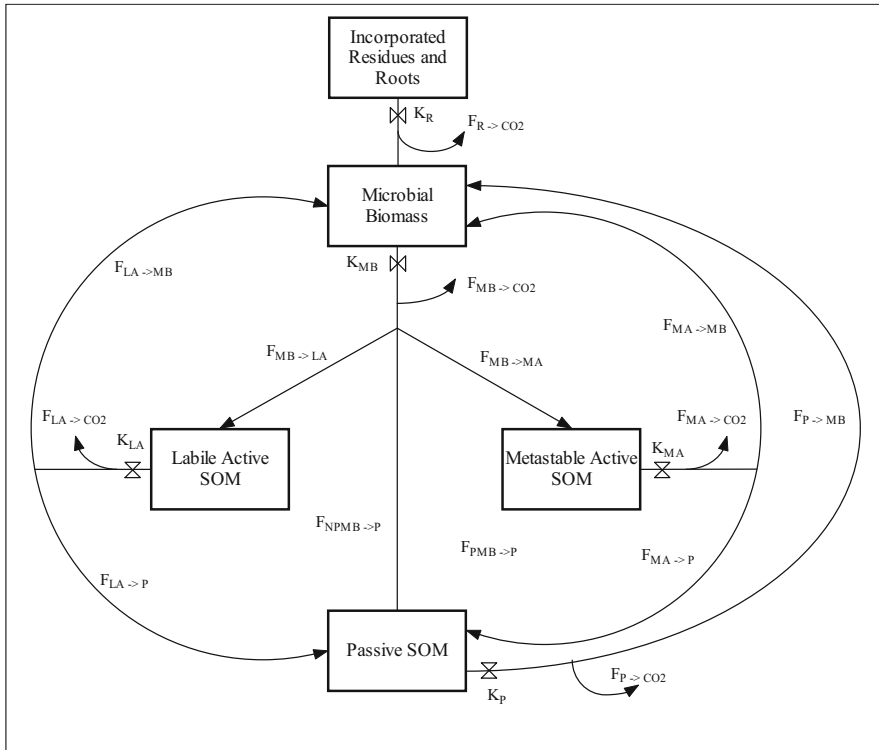 Incorporated
Residues and
Roots
K_R
F_R -> CO2
Microbial
Biomass
K_MB
F_LA ->MB
F_MB -> CO2
F_MA ->MB
F_MB -> LA
F_MB ->MA
F_LA -> CO2
K_LA
F_MA -> CO2
F_P -> MB
K_MA
Labile Active
SOM
Metastable Active
SOM
F_NPMB ->P
F_PMB -> P
F_LA -> P
F_MA -> P
Passive SOM
K_P
F_P -> CO2